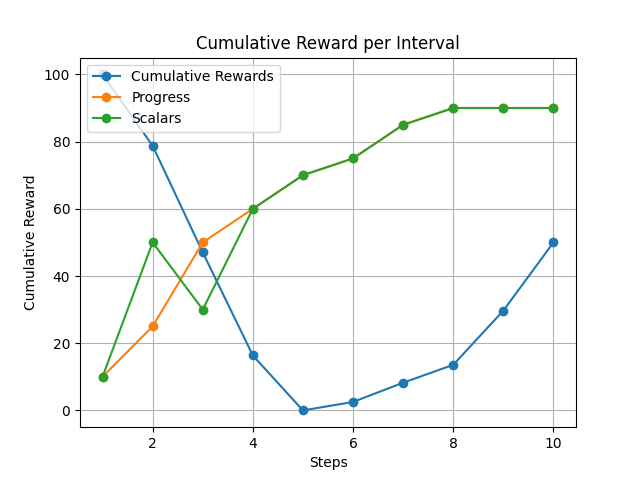 Cumulative Reward per Interval
Cumulative Rewards
Progress
Scalars
Cumulative Reward
100
80
60
40
20
0
2
4
6
8
10
Steps